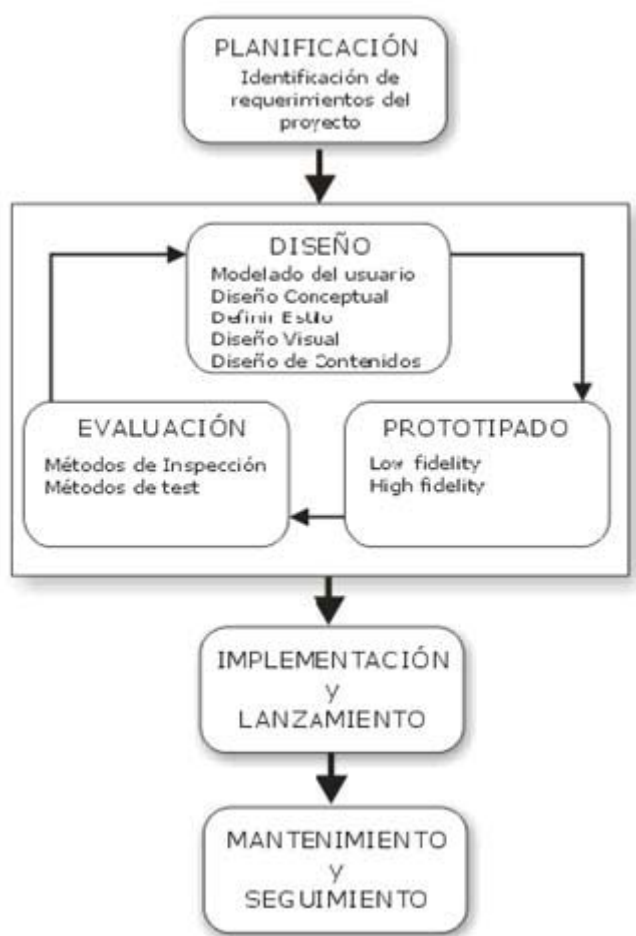 PLANIFICACIÓN
Identificación de
requerimientos del
proyecto
DISEÑO
Modelado del usuario
Diseño Conceptual
Definir Estilo
Diseño Visual
Diseño de Contenidos
EVALUACIÓN
Métodos de Inspección
Métodos de test
PROTOTIPADO
Low fidelity
High fidelity
IMPLEMENTACIÓN
y
LANZAMIENTO
MANTENIMIENTO
y
SEGUIMIENTO